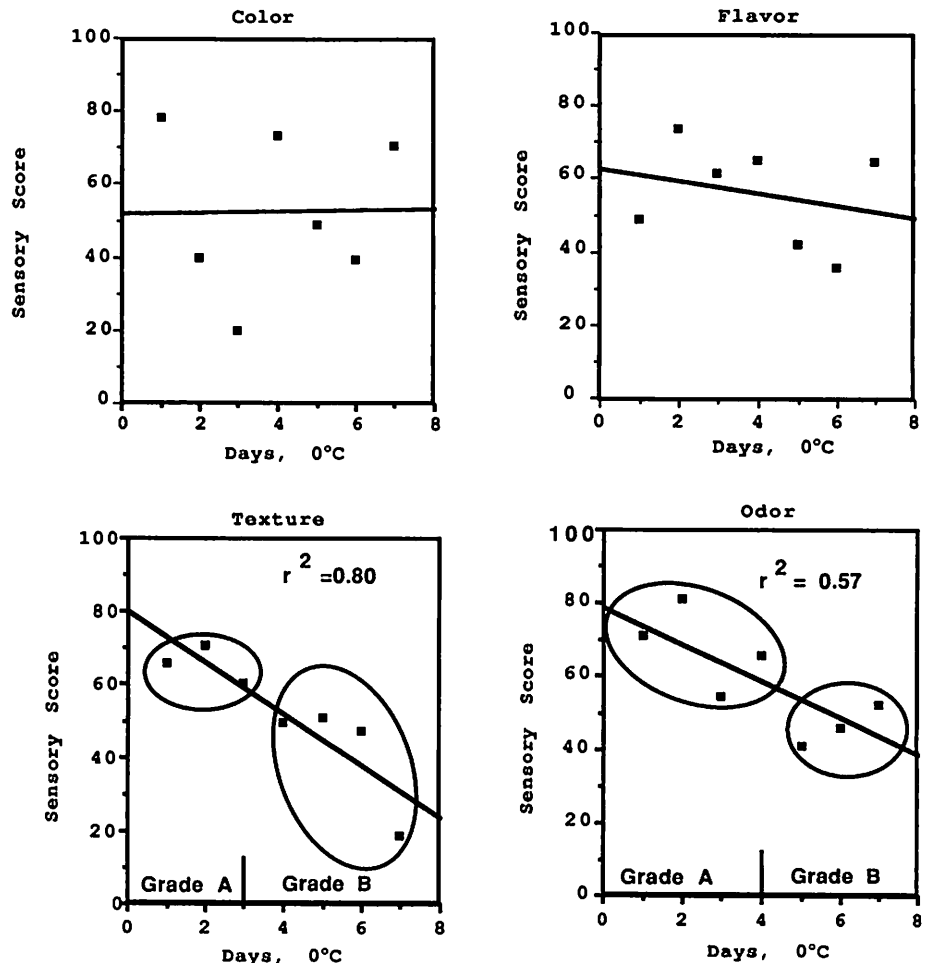 Color
100
80
60
40
20
0
Sensory Score
0 2 4 6 8
Days, 0°C
Flavor
100
80
60
40
20
0
Sensory Score
0 2 4 6 8
Days, 0°C
Texture
r 2 =0.80
100
80
60
40
20
0
Sensory Score
Grade A Grade B
0 2 4 6 8
Days, 0°C
Odor
r 2 = 0.57
100
80
60
40
20
0
Sensory Score
Grade A Grade B
0 2 4 6 8
Days, 0°C